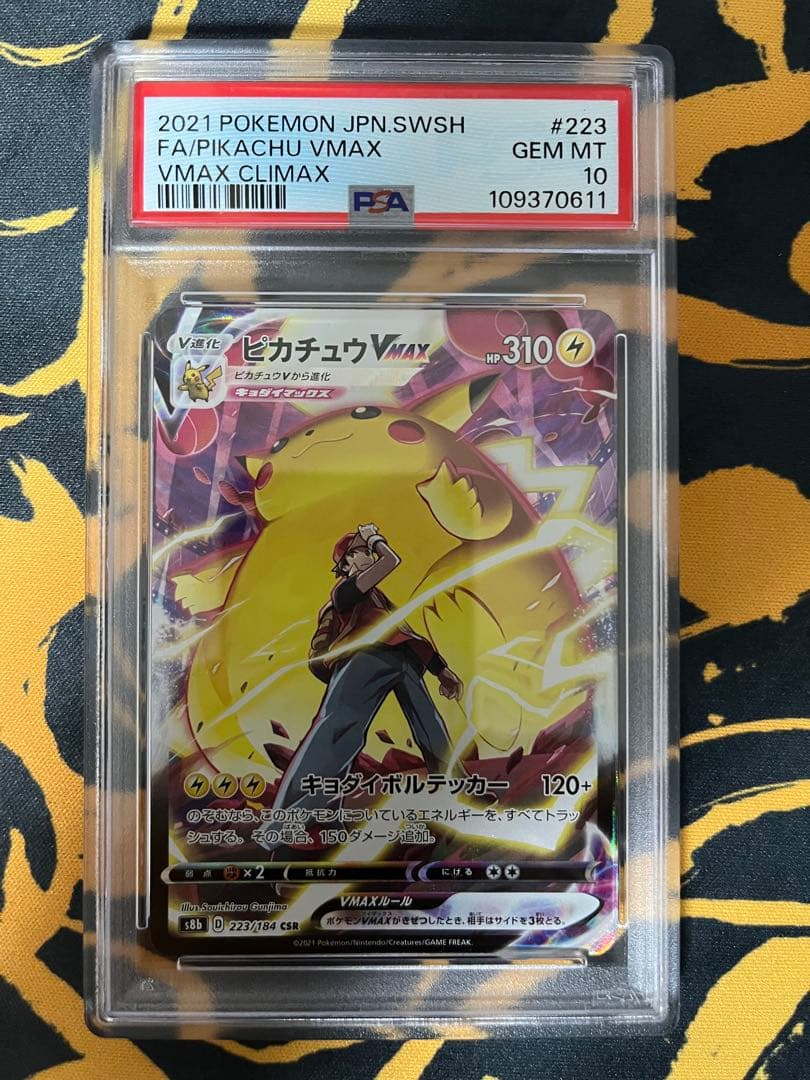 2021 POKEMON JPN.SWSH #223
FA/PIKACHU VMAX GEM MT
VMAX CLIMAX 10
PSA 109370611
V進化 ピカチュウVMAX HP310
ピカチュウVから進化
キョダイマックス
キョダイボルテッカー 120+
のぞむなら、このポケモンについているエネルギーを、すべてトラッ
シュする。その場合、150ダメージ追加。
弱点 ×2 抵抗力 にげる
Illus. Souichirou Gunjima VMAXルール
ポケモンVMAXがきぜつしたとき、相手はサイドを3枚とる。
s8b D 223/184 CSR
©2021 Pokémon/Nintendo/Creatures/GAME FREAK.